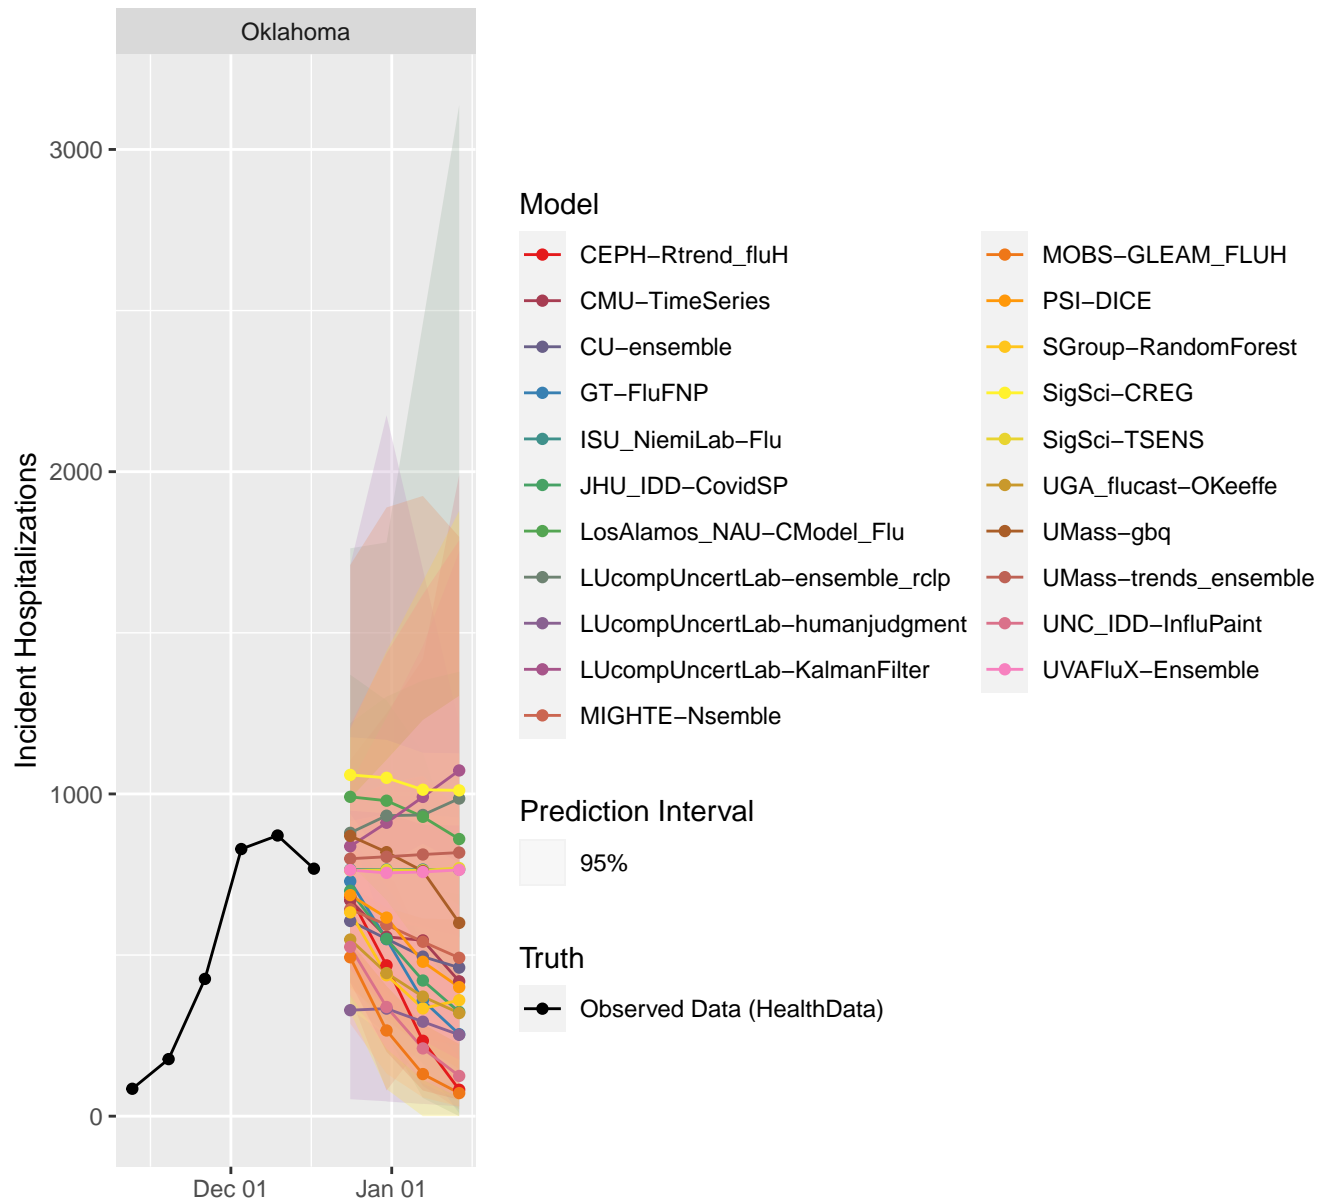 Oklahoma
3000
2000
1000
0
Incident Hospitalizations
Dec 01
Jan 01
Model
CEPH−Rtrend_fluH
CMU−TimeSeries
CU−ensemble
GT−FluFNP
ISU_NiemiLab−Flu
JHU_IDD−CovidSP
LosAlamos_NAU−CModel_Flu
LUcompUncertLab−ensemble_rclp
LUcompUncertLab−humanjudgment
LUcompUncertLab−KalmanFilter
MIGHTE−Nsemble
MOBS−GLEAM_FLUH
PSI−DICE
SGroup−RandomForest
SigSci−CREG
SigSci−TSENS
UGA_flucast−OKeeffe
UMass−gbq
UMass−trends_ensemble
UNC_IDD−InfluPaint
UVAFluX−Ensemble
Prediction Interval
95%
Truth
Observed Data (HealthData)